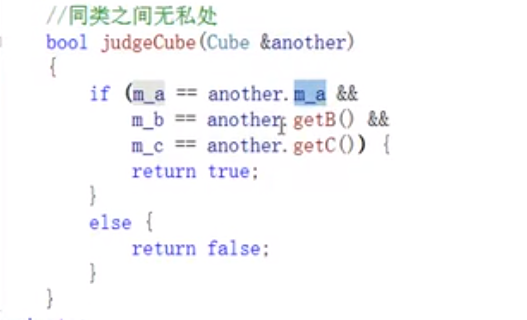 //同类之间无私处
bool judgeCube(Cube &another)
{
if (m_a == another.m_a &&
m_b == another.getB() &&
m_c == another.getC()) {
return true;
}
else {
return false;
}
}